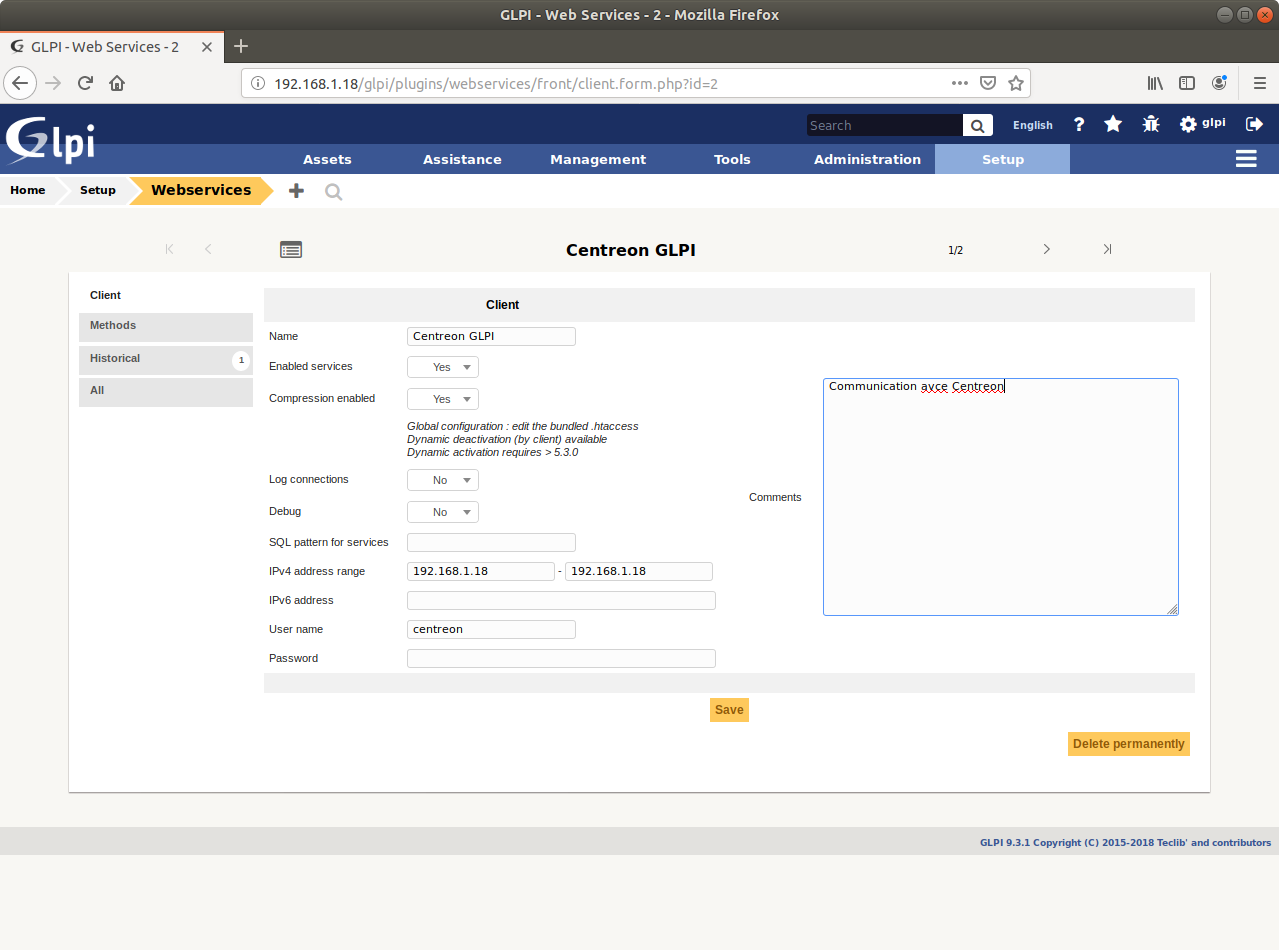 GLPI - Web Services - 2 - Mozilla Firefox
GLPI - Web Services - 2
192.168.1.18/glpi/plugins/webservices/front/client.form.php?id=2
Glpi
Search
English
glpi
Assets Assistance Management Tools Administration Setup
Home Setup Webservices
Centreon GLPI
1/2
Client
Methods
Historical 1
All
Client
Name Centreon GLPI
Enabled services Yes
Compression enabled Yes
Global configuration : edit the bundled .htaccess
Dynamic deactivation (by client) available
Dynamic activation requires > 5.3.0
Log connections No
Debug No
SQL pattern for services
IPv4 address range 192.168.1.18 - 192.168.1.18
IPv6 address
User name centreon
Password
Comments
Communication avce Centreon
Save
Delete permanently
GLPI 9.3.1 Copyright (C) 2015-2018 Teclib' and contributors